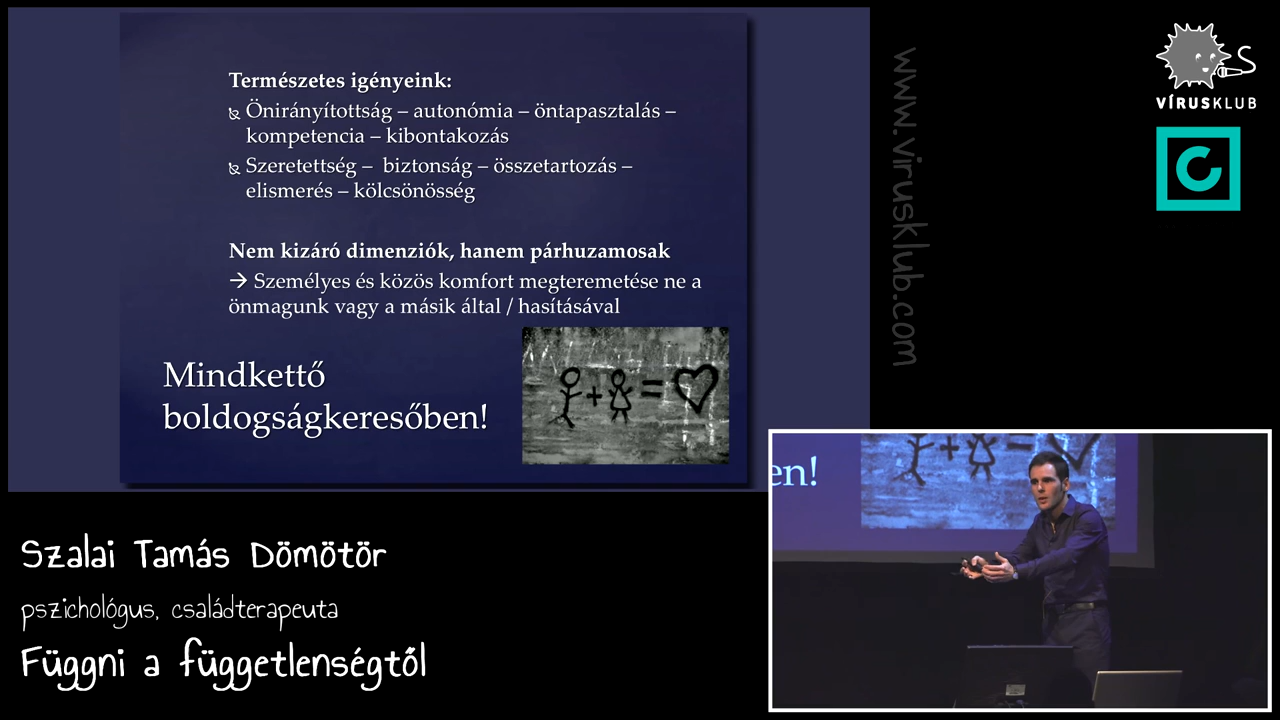 Természetes igényeink:
Önirányítottság – autonómia – öntapasztalás –
kompetencia – kibontakozás
Szeretettség – biztonság – összetartozás –
elismerés – kölcsönösség
Nem kizáró dimenziók, hanem párhuzamosak
→ Személyes és közös komfort megteremetése ne a
önmagunk vagy a másik által / hasításával
Mindkettő
boldogságkeresőben!
www.virusklub.com
VÍRUSKLUB
en!
Szalai Tamás Dömötör
pszichológus, családterapeuta
Függni a függetlenségtől